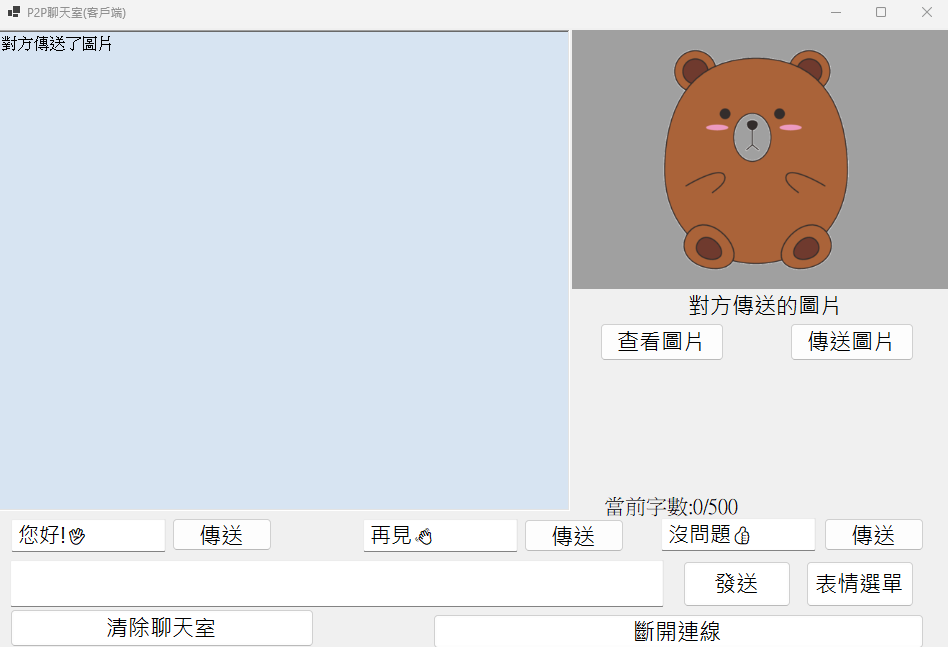 P2P聊天室(客戶端)
對方傳送了圖片
對方傳送的圖片
查看圖片 傳送圖片
當前字數:0/500
您好!👋 傳送 再見👋 傳送 沒問題👍 傳送
發送 表情選單
清除聊天室 斷開連線